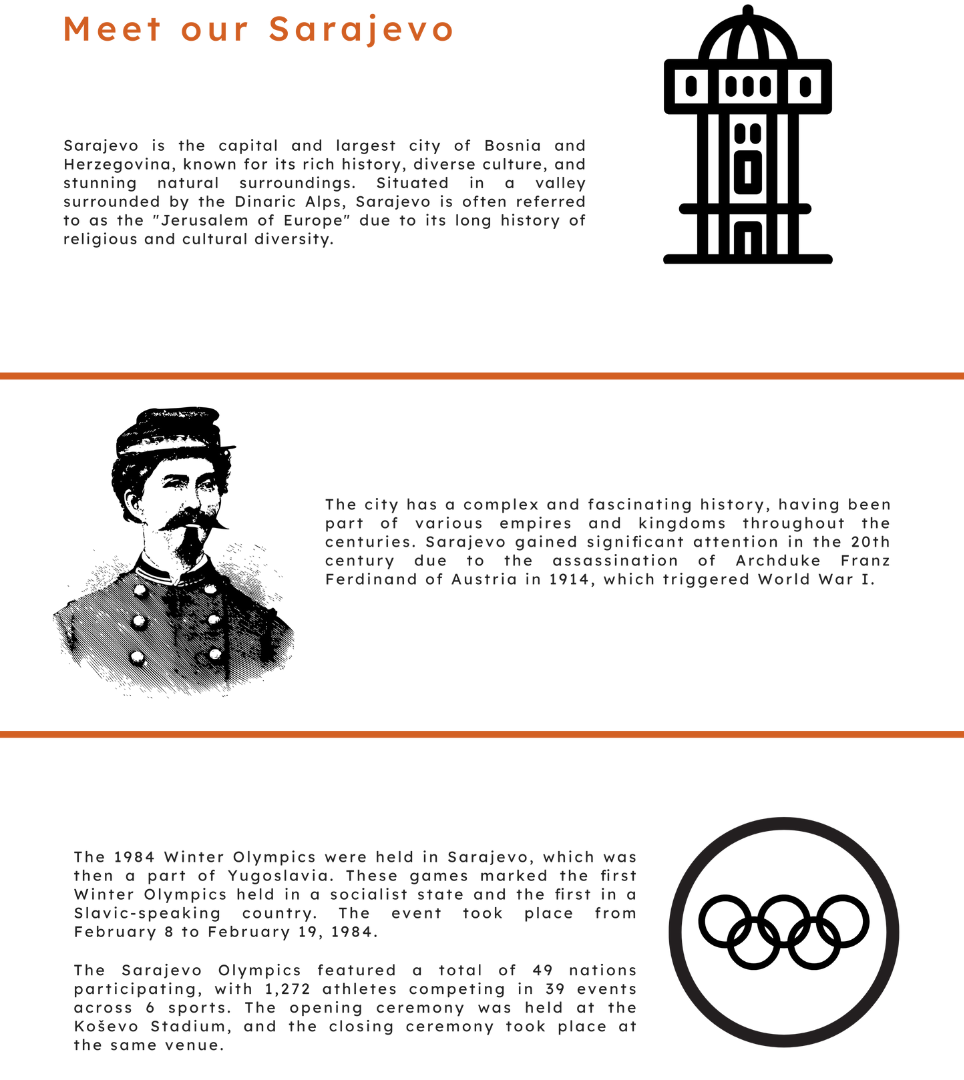 Meet our Sarajevo
Sarajevo is the capital and largest city of Bosnia and
Herzegovina, known for its rich history, diverse culture, and
stunning natural surroundings. Situated in a valley
surrounded by the Dinaric Alps, Sarajevo is often referred
to as the "Jerusalem of Europe" due to its long history of
religious and cultural diversity.
The city has a complex and fascinating history, having been
part of various empires and kingdoms throughout the
centuries. Sarajevo gained significant attention in the 20th
century due to the assassination of Archduke Franz
Ferdinand of Austria in 1914, which triggered World War I.
The 1984 Winter Olympics were held in Sarajevo, which was
then a part of Yugoslavia. These games marked the first
Winter Olympics held in a socialist state and the first in a
Slavic-speaking country. The event took place from
February 8 to February 19, 1984.
The Sarajevo Olympics featured a total of 49 nations
participating, with 1,272 athletes competing in 39 events
across 6 sports. The opening ceremony was held at the
Koševo Stadium, and the closing ceremony took place at
the same venue.